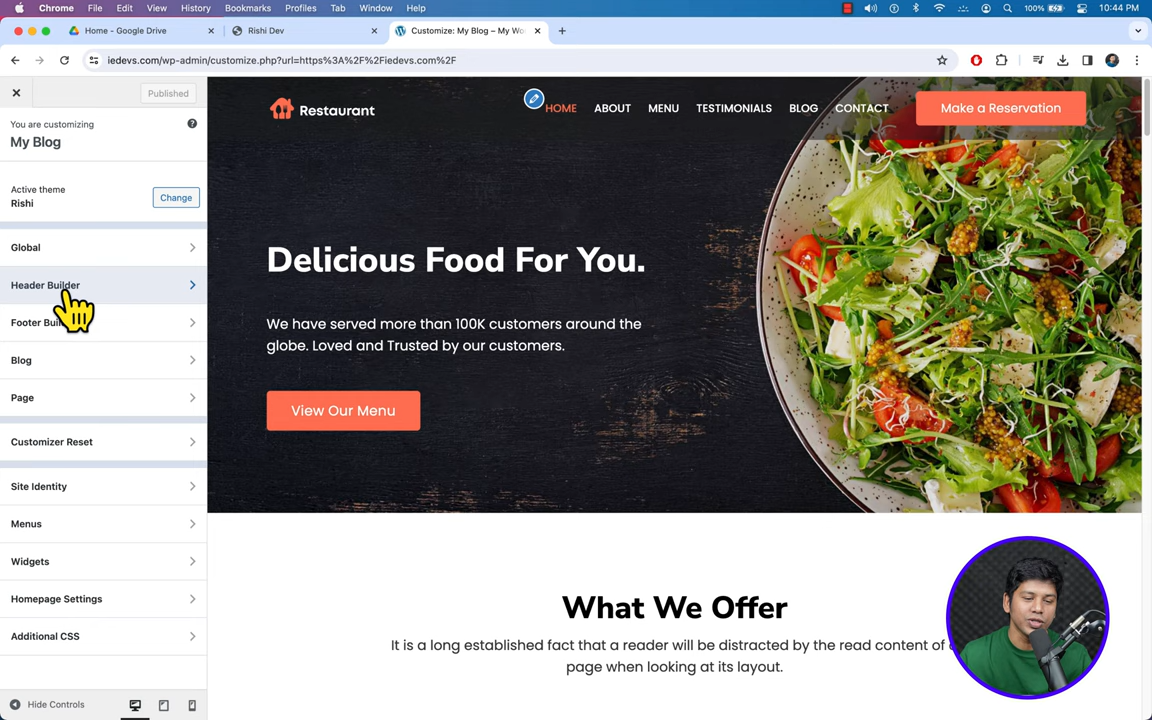 Chrome File Edit View History Bookmarks Profiles Tab Window Help 100% 10:44 PM
Home - Google Drive Rishi Dev Customize: My Blog – My Wo
iedevs.com/wp-admin/customize.php?url=https%3A%2F%2Fiedevs.com%2F
Published
You are customizing
My Blog
Active theme
Rishi
Change
Global
Header Builder
Footer Bui
Blog
Page
Customizer Reset
Site Identity
Menus
Widgets
Homepage Settings
Additional CSS
Hide Controls
Restaurant HOME ABOUT MENU TESTIMONIALS BLOG CONTACT Make a Reservation
Delicious Food For You.
We have served more than 100K customers around the
globe. Loved and Trusted by our customers.
View Our Menu
What We Offer
It is a long established fact that a reader will be distracted by the read content of
page when looking at its layout.